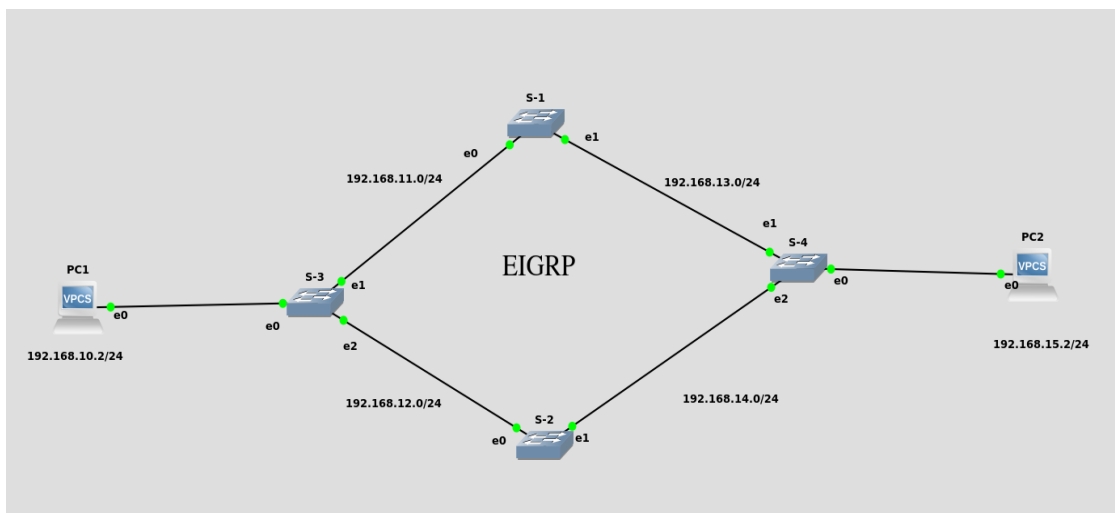 S-1
e0
e1
192.168.11.0/24
192.168.13.0/24
e1
S-4
e0
e2
PC2
VPCS
e0
192.168.15.2/24
EIGRP
PC1
VPCS
e0
192.168.10.2/24
S-3
e1
e0
e2
192.168.12.0/24
192.168.14.0/24
S-2
e0
e1